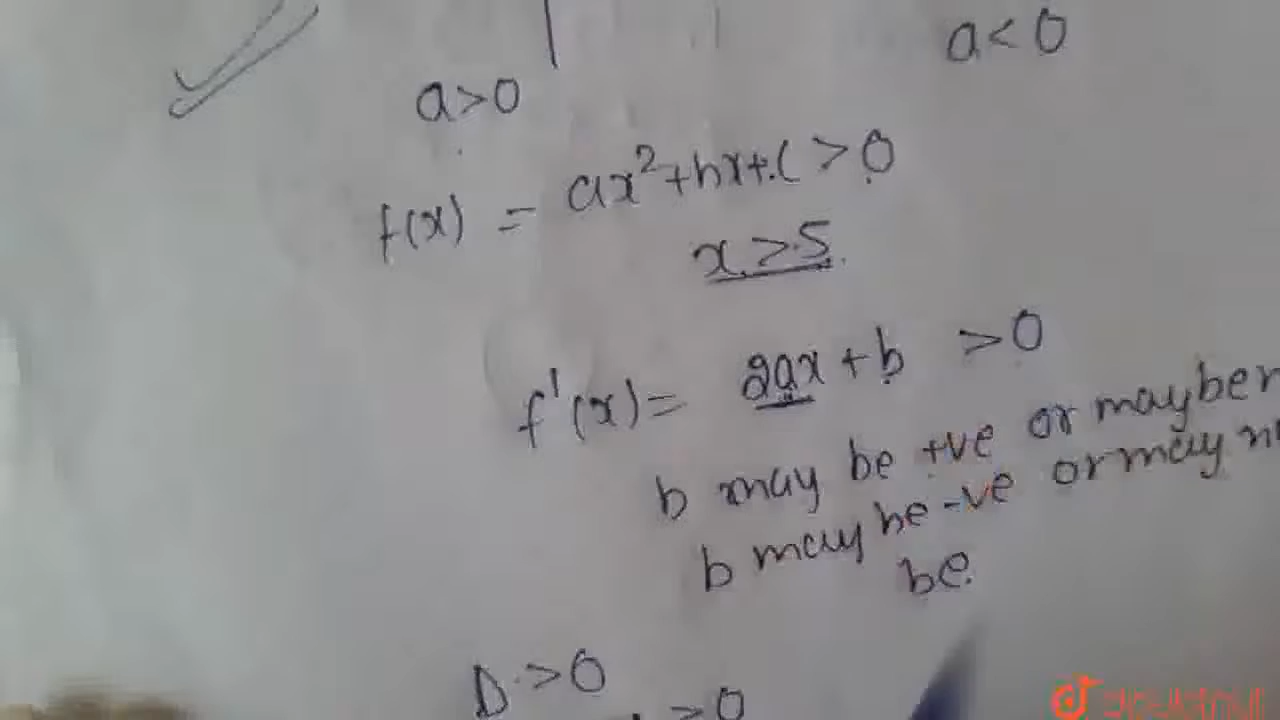 a>0
a<0
f(x) = ax²+bx+c > 0
x > 5
f'(x) = 2ax + b > 0
b may be +ve or may be n
b may be -ve or may n
be
D > 0
> 0